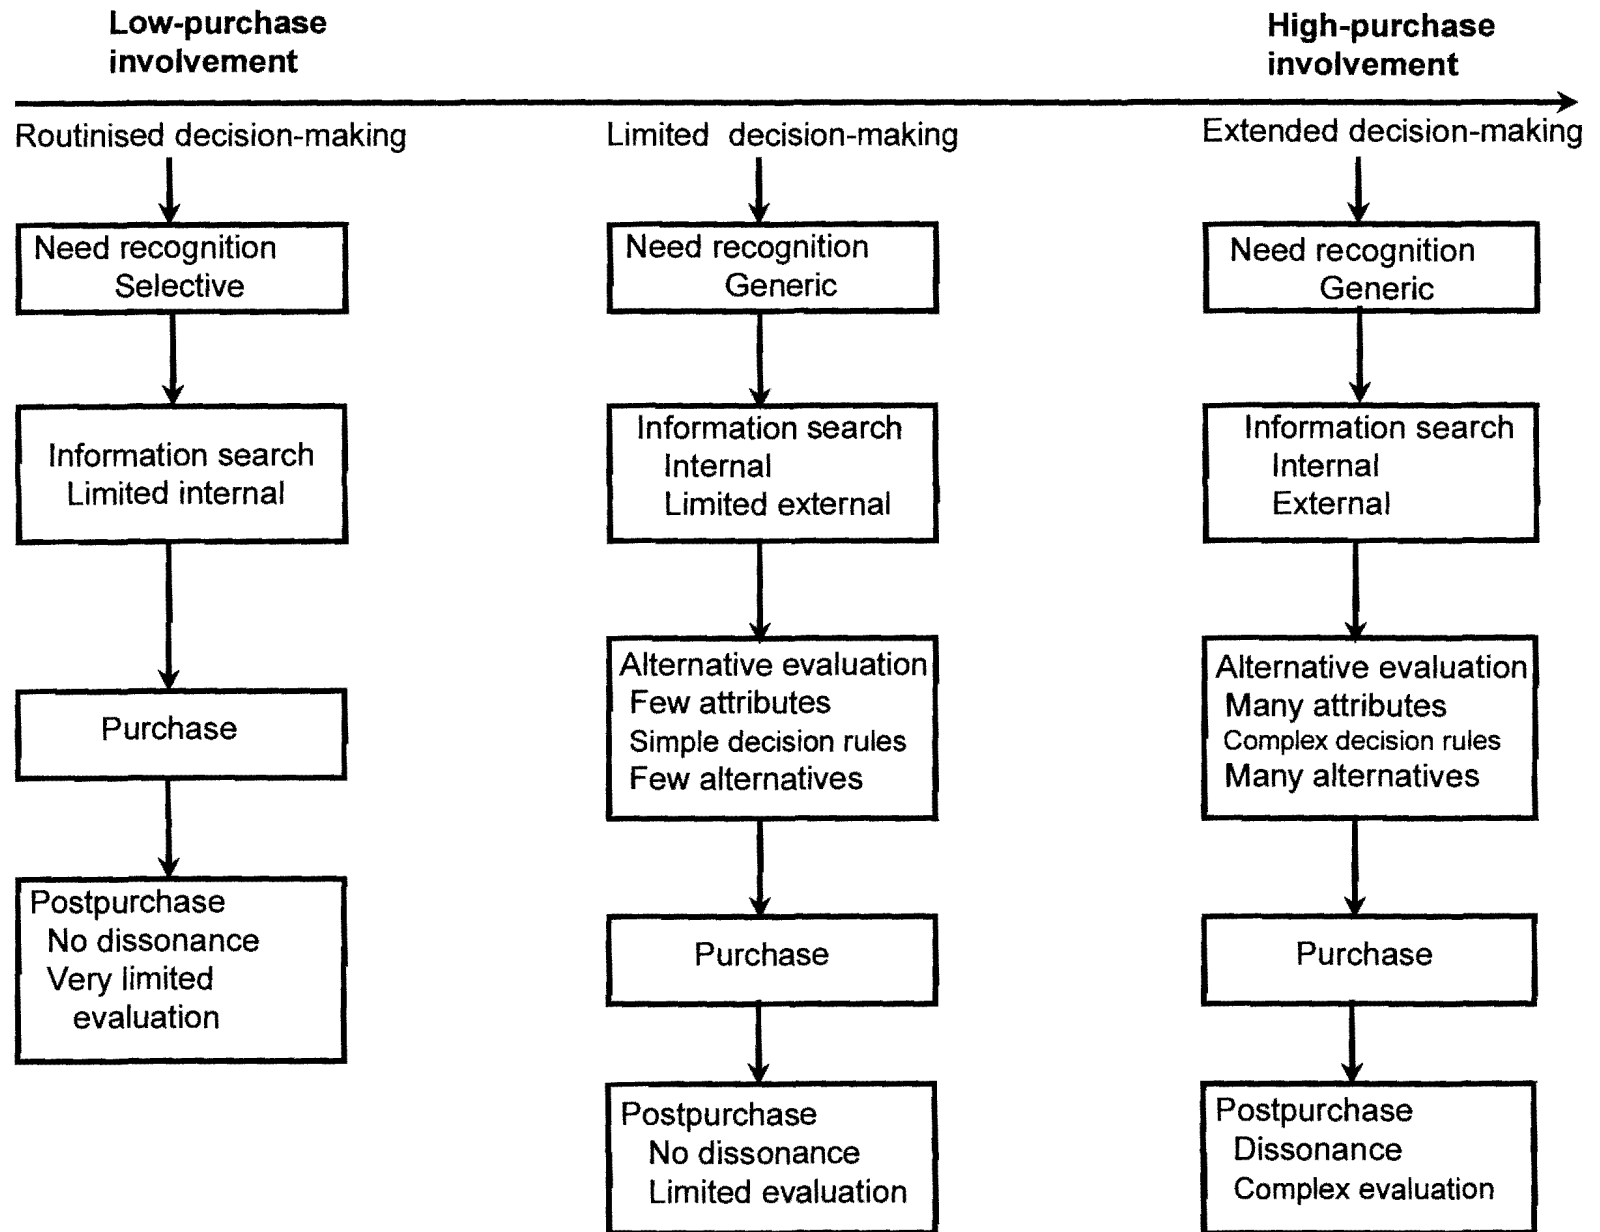 Low-purchase
involvement
High-purchase
involvement
Routinised decision-making
Limited decision-making
Extended decision-making
Need recognition
Selective
Information search
Limited internal
Purchase
Postpurchase
No dissonance
Very limited
evaluation
Need recognition
Generic
Information search
Internal
Limited external
Alternative evaluation
Few attributes
Simple decision rules
Few alternatives
Purchase
Postpurchase
No dissonance
Limited evaluation
Need recognition
Generic
Information search
Internal
External
Alternative evaluation
Many attributes
Complex decision rules
Many alternatives
Purchase
Postpurchase
Dissonance
Complex evaluation